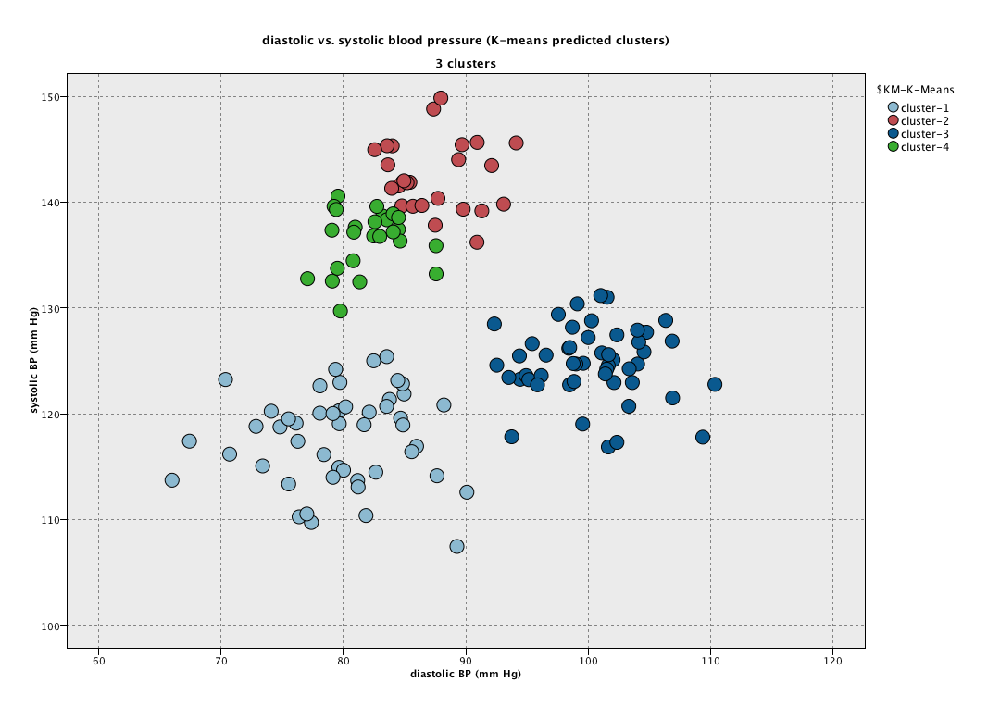 diastolic vs. systolic blood pressure (K-means predicted clusters)
3 clusters
$KM-K-Means
cluster-1
cluster-2
cluster-3
cluster-4
systolic BP (mm Hg)
150
140
130
120
110
100
60 70 80 90 100 110 120
diastolic BP (mm Hg)